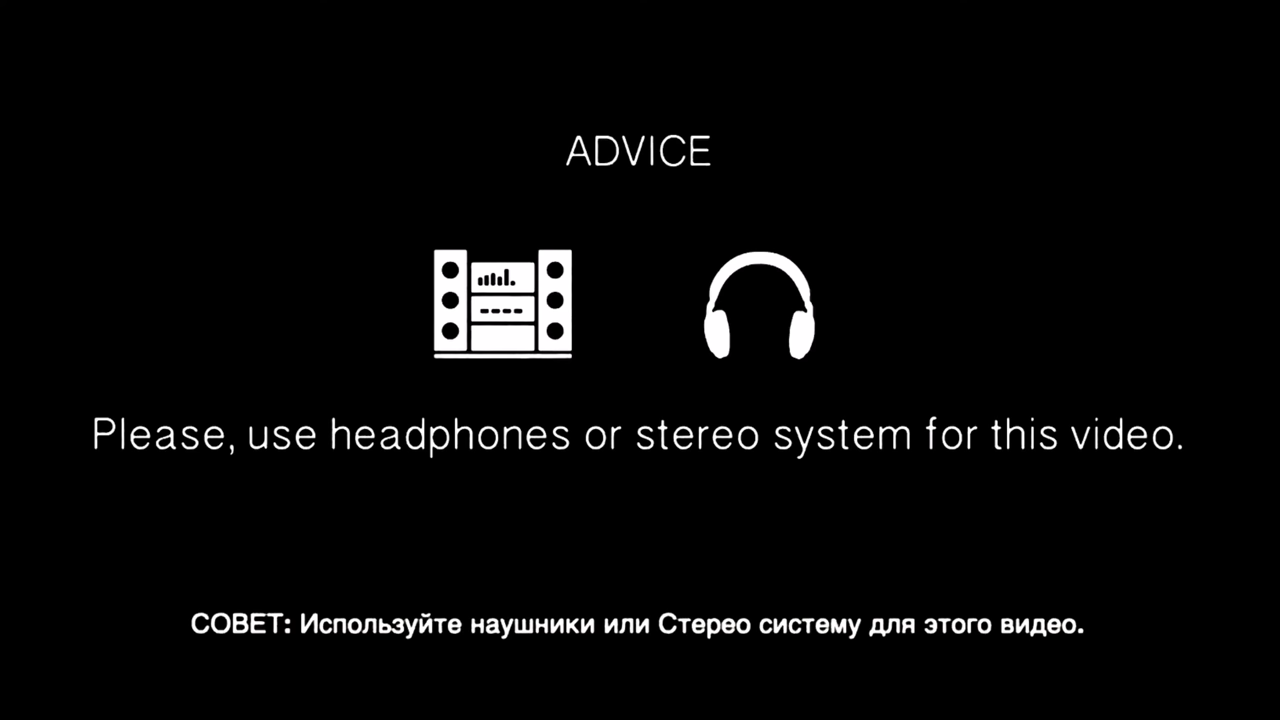 ADVICE
Please, use headphones or stereo system for this video.
СОВЕТ: Используйте наушники или Стерео систему для этого видео.